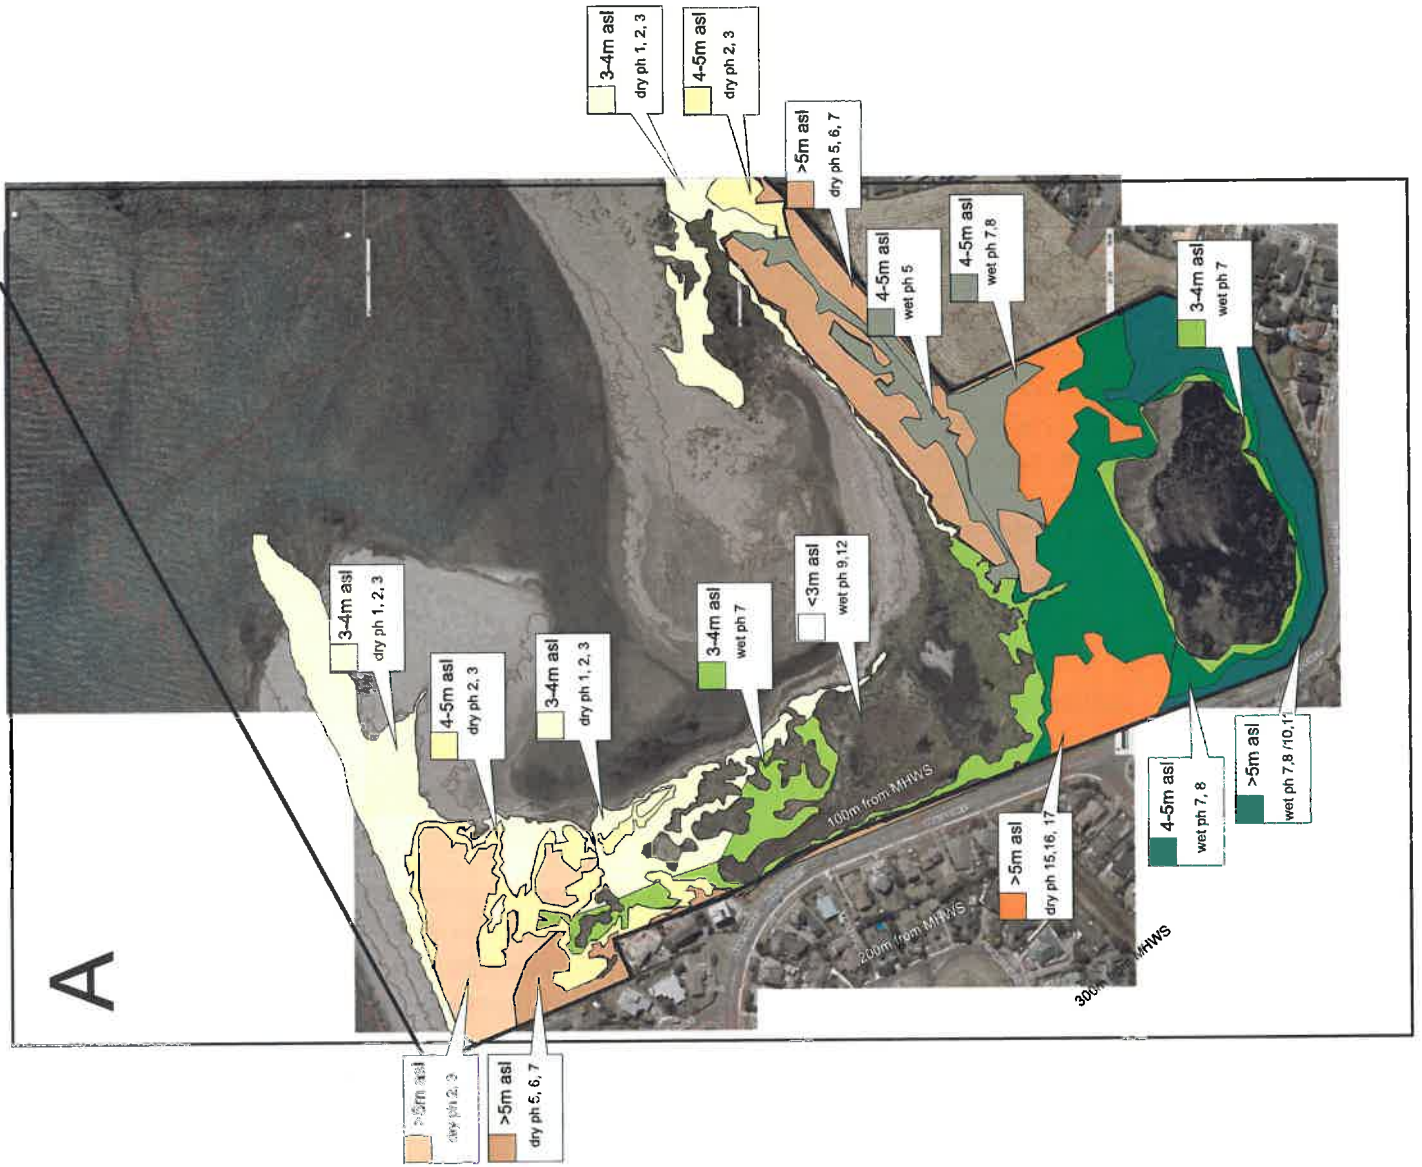 A
3-4m asl
dry ph 1, 2, 3
4-5m asl
dry ph 2, 3
>5m asl
dry ph 5, 6, 7
4-5m asl
wet ph 5
4-5m asl
wet ph 7,8
3-4m asl
wet ph 7
3-4m asl
dry ph 1, 2, 3
4-5m asl
dry ph 2, 3
3-4m asl
dry ph 1, 2, 3
3-4m asl
wet ph 7
<3m asl
wet ph 9,12
>5m asl
dry ph 2, 3
>5m asl
dry ph 5, 6, 7
>5m asl
dry ph 15,16, 17
4-5m asl
wet ph 7, 8
>5m asl
wet ph 7,8 /10,11
100m from MHWS
200m from MHWS
MHWS